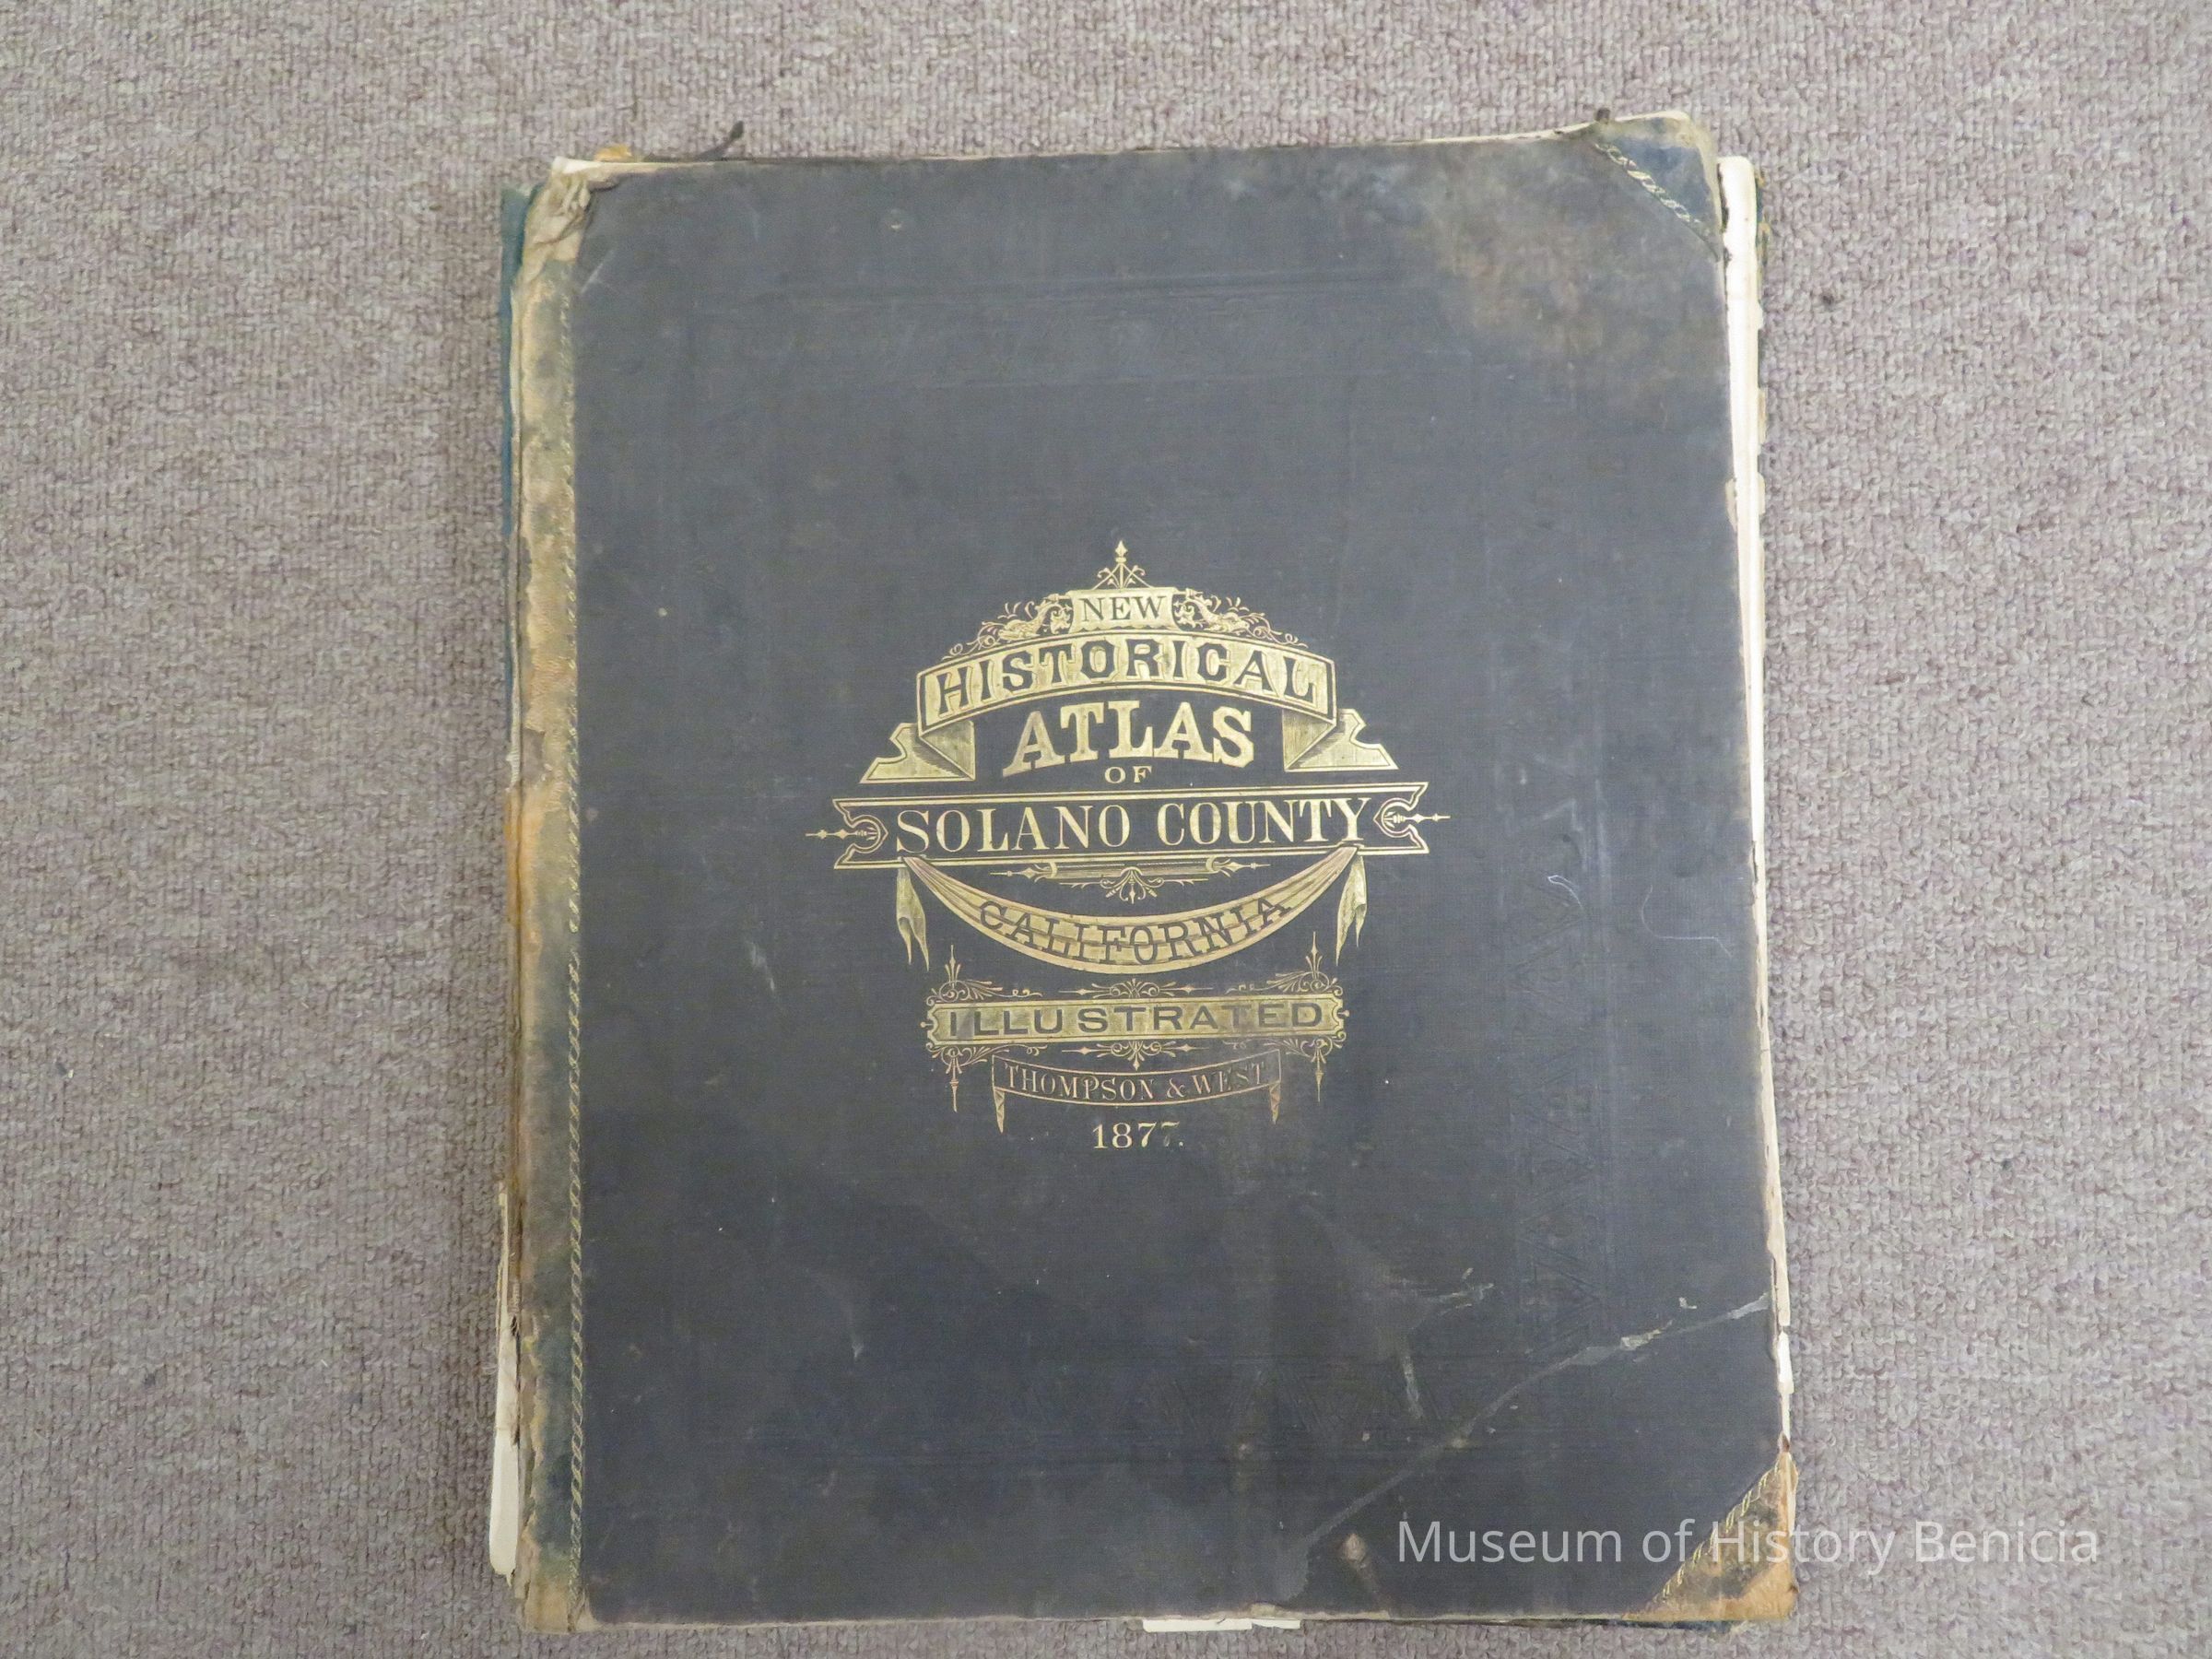 NEW
HISTORICAL
ATLAS
OF
SOLANO COUNTY
CALIFORNIA
ILLUSTRATED
THOMPSON & WEST
1877.
Museum of History Benicia